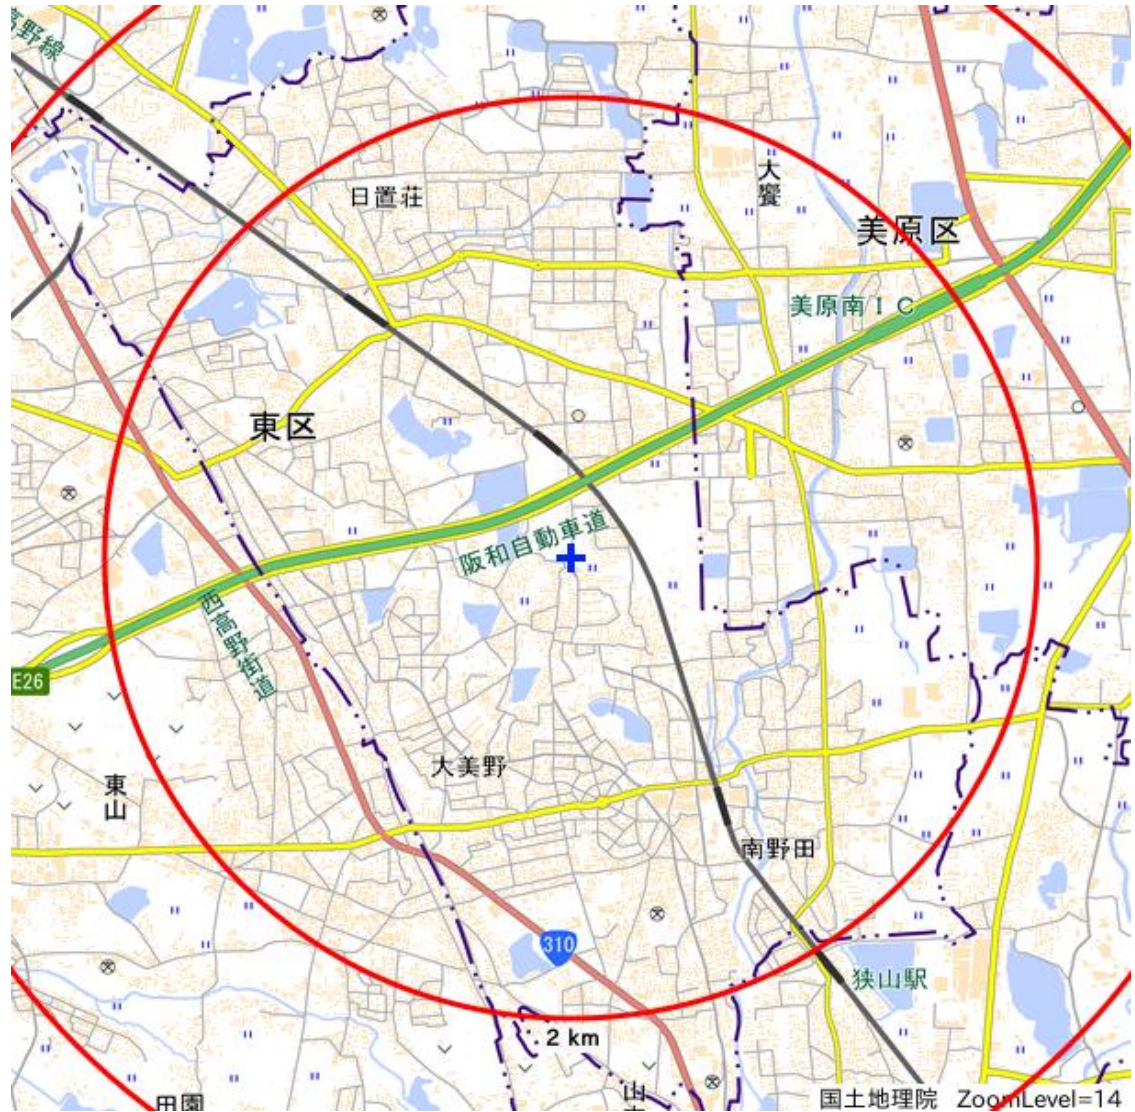 高野線
日置荘
大饗
美原区
美原南IC
東区
阪和自動車道
西高野街道
E26
大美野
東山
南野田
310
狭山駅
2 km
田園
国土地理院 ZoomLevel=14